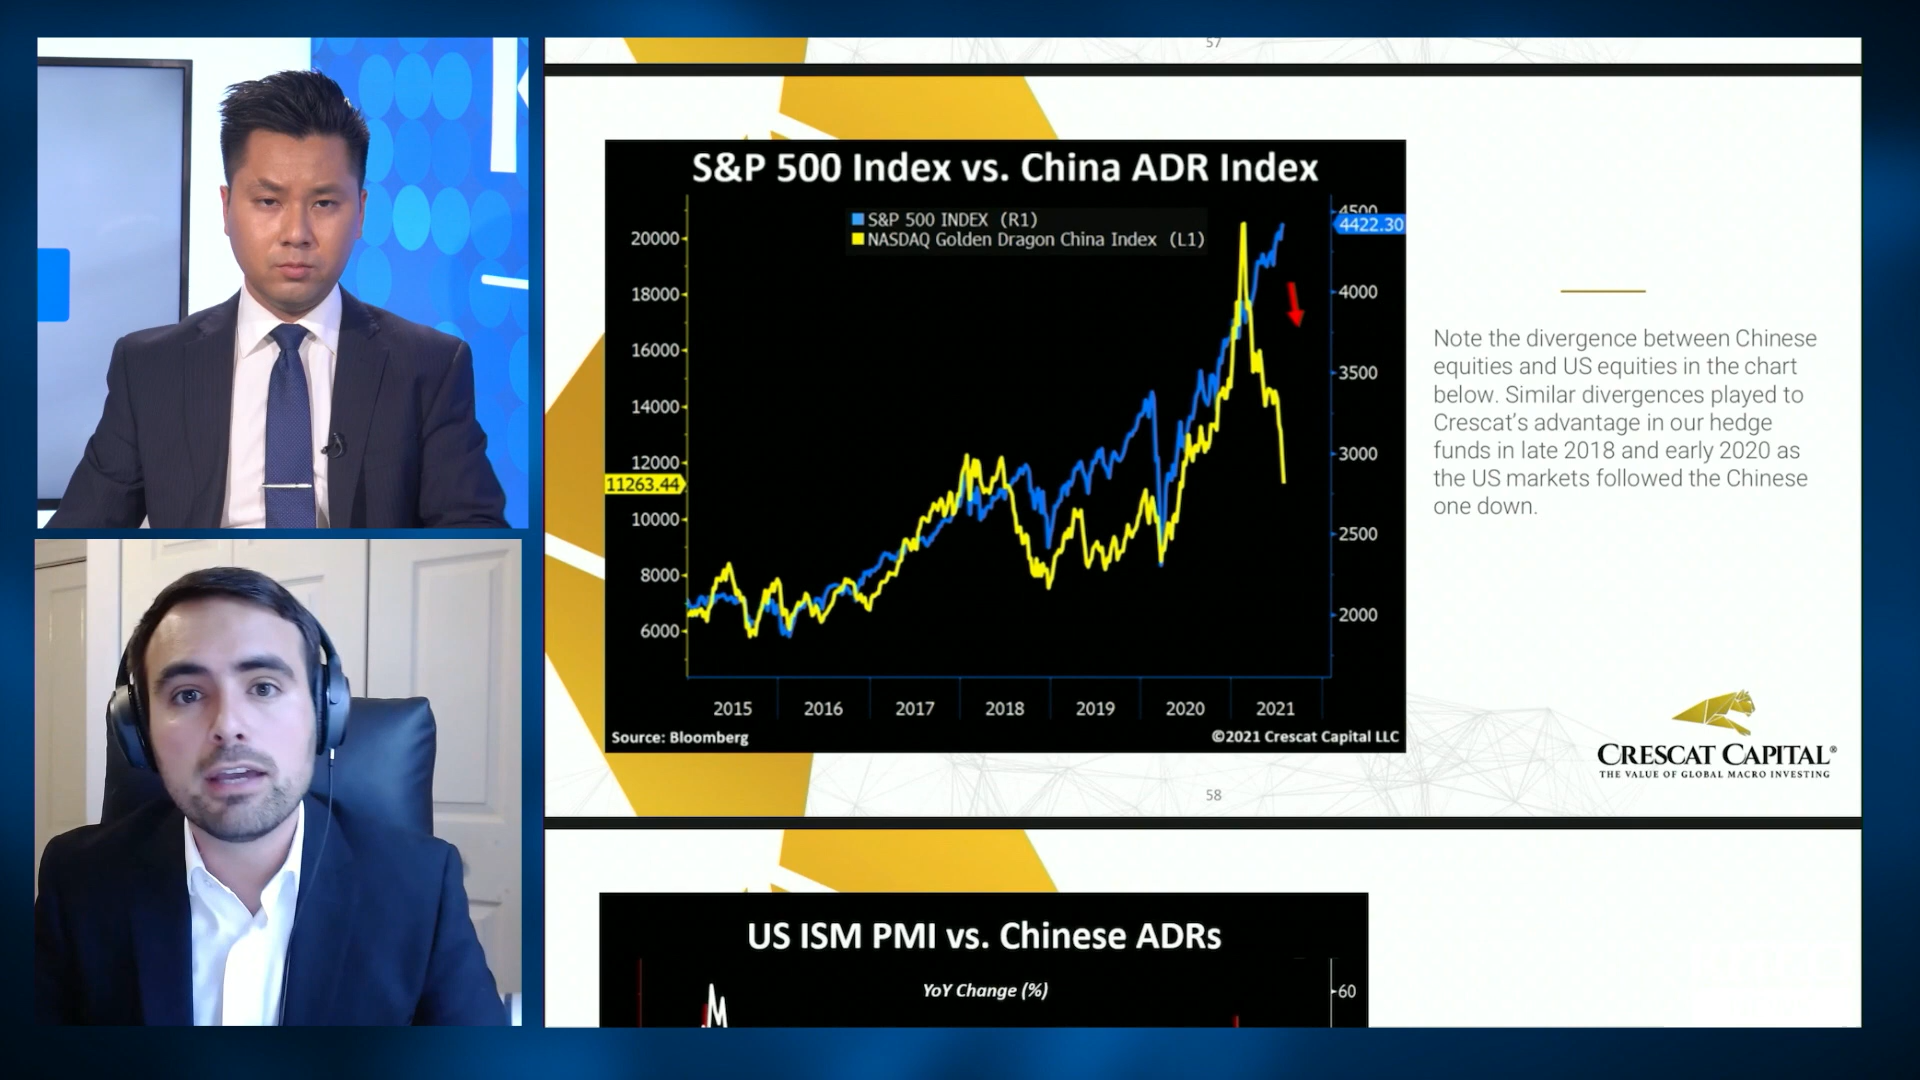 57
S&P 500 Index vs. China ADR Index
S&P 500 INDEX (R1)
NASDAQ Golden Dragon China Index (L1)
20000
18000
16000
14000
12000
11263.44
10000
8000
6000
4500
4422.30
4000
3500
3000
2500
2000
2015 2016 2017 2018 2019 2020 2021
Source: Bloomberg
©2021 Crescat Capital LLC
Note the divergence between Chinese
equities and US equities in the chart
below. Similar divergences played to
Crescat's advantage in our hedge
funds in late 2018 and early 2020 as
the US markets followed the Chinese
one down.
CRESCAT CAPITAL®
THE VALUE OF GLOBAL MACRO INVESTING
58
US ISM PMI vs. Chinese ADRs
YoY Change (%)
60